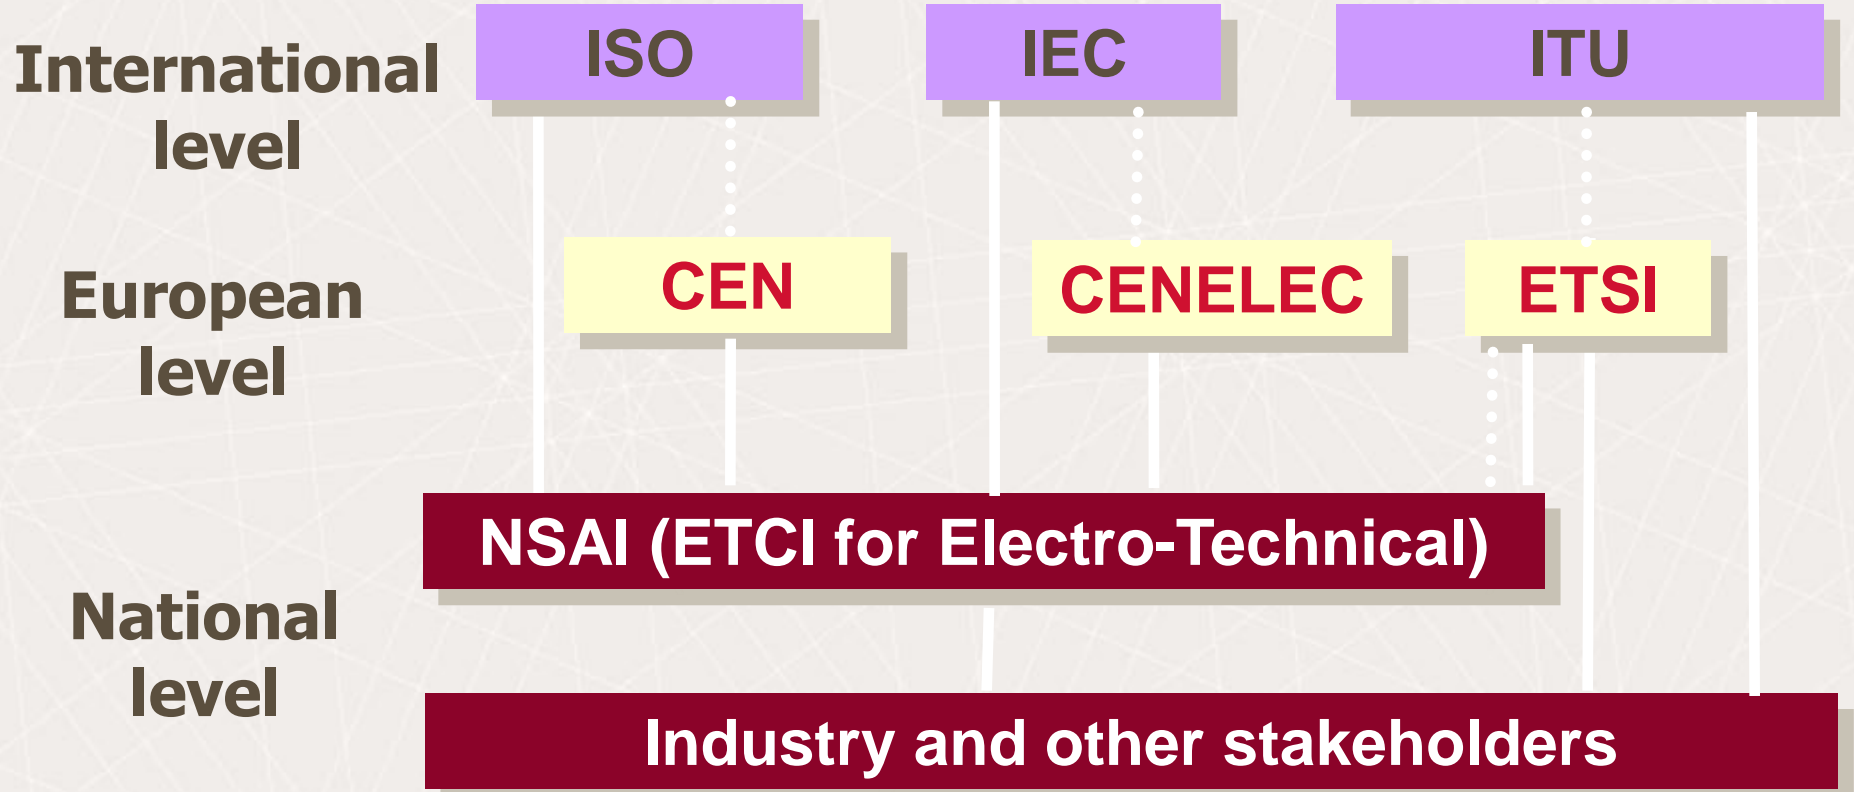 International
level
ISO
IEC
ITU
European
level
CEN
CENELEC
ETSI
National
level
NSAI (ETCI for Electro-Technical)
Industry and other stakeholders